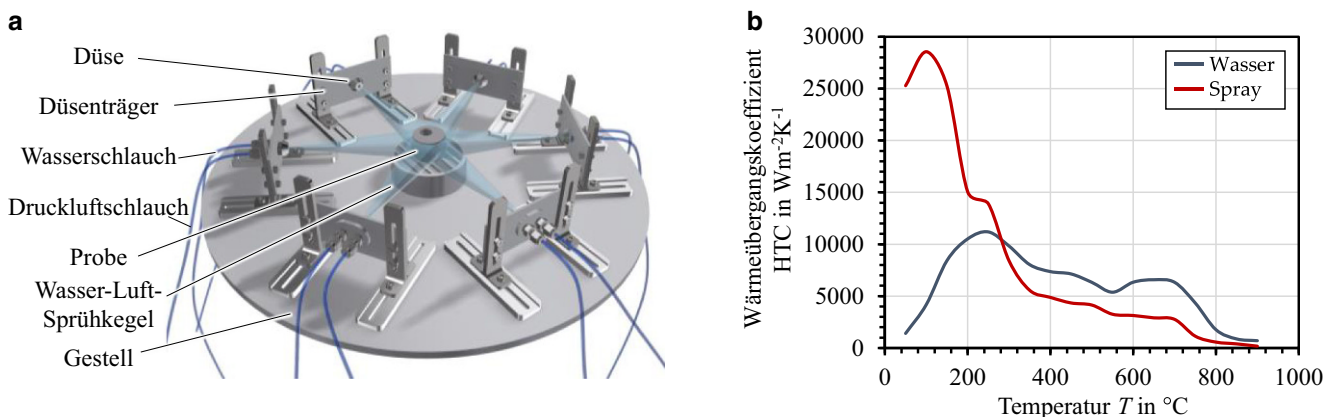 a
Düse
Düsenträger
Wasserschlauch
Druckluftschlauch
Probe
Wasser-Luft-
Sprühkegel
Gestell
b
Wärmeübergangskoeffizient
HTC in Wm-2K-1
30000
25000
20000
15000
10000
5000
0
Wasser
Spray
0
200
400
600
800
1000
Temperatur T in °C